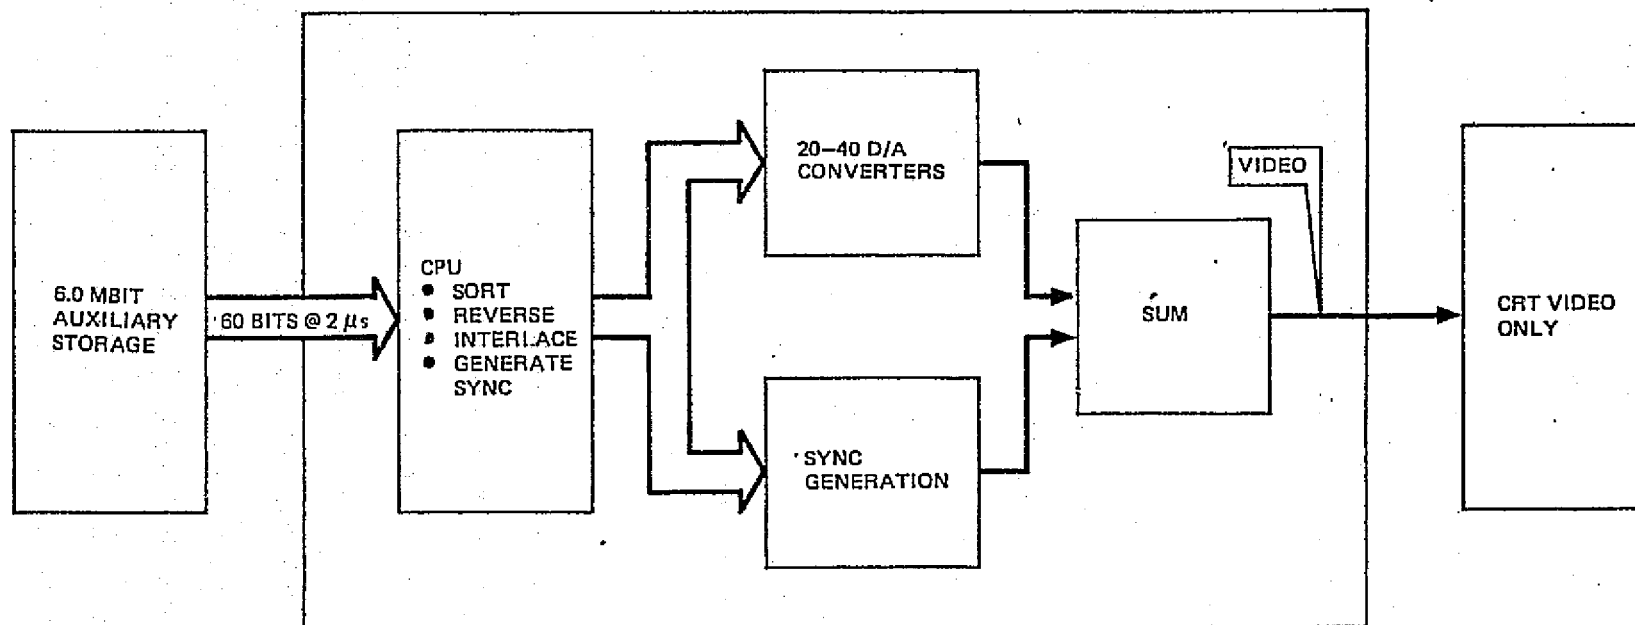 6.0 MBIT
AUXILIARY
STORAGE
60 BITS @ 2 μs
CPU
● SORT
● REVERSE
● INTERLACE
● GENERATE
SYNC
20–40 D/A
CONVERTERS
SYNC
GENERATION
SUM
VIDEO
CRT VIDEO
ONLY